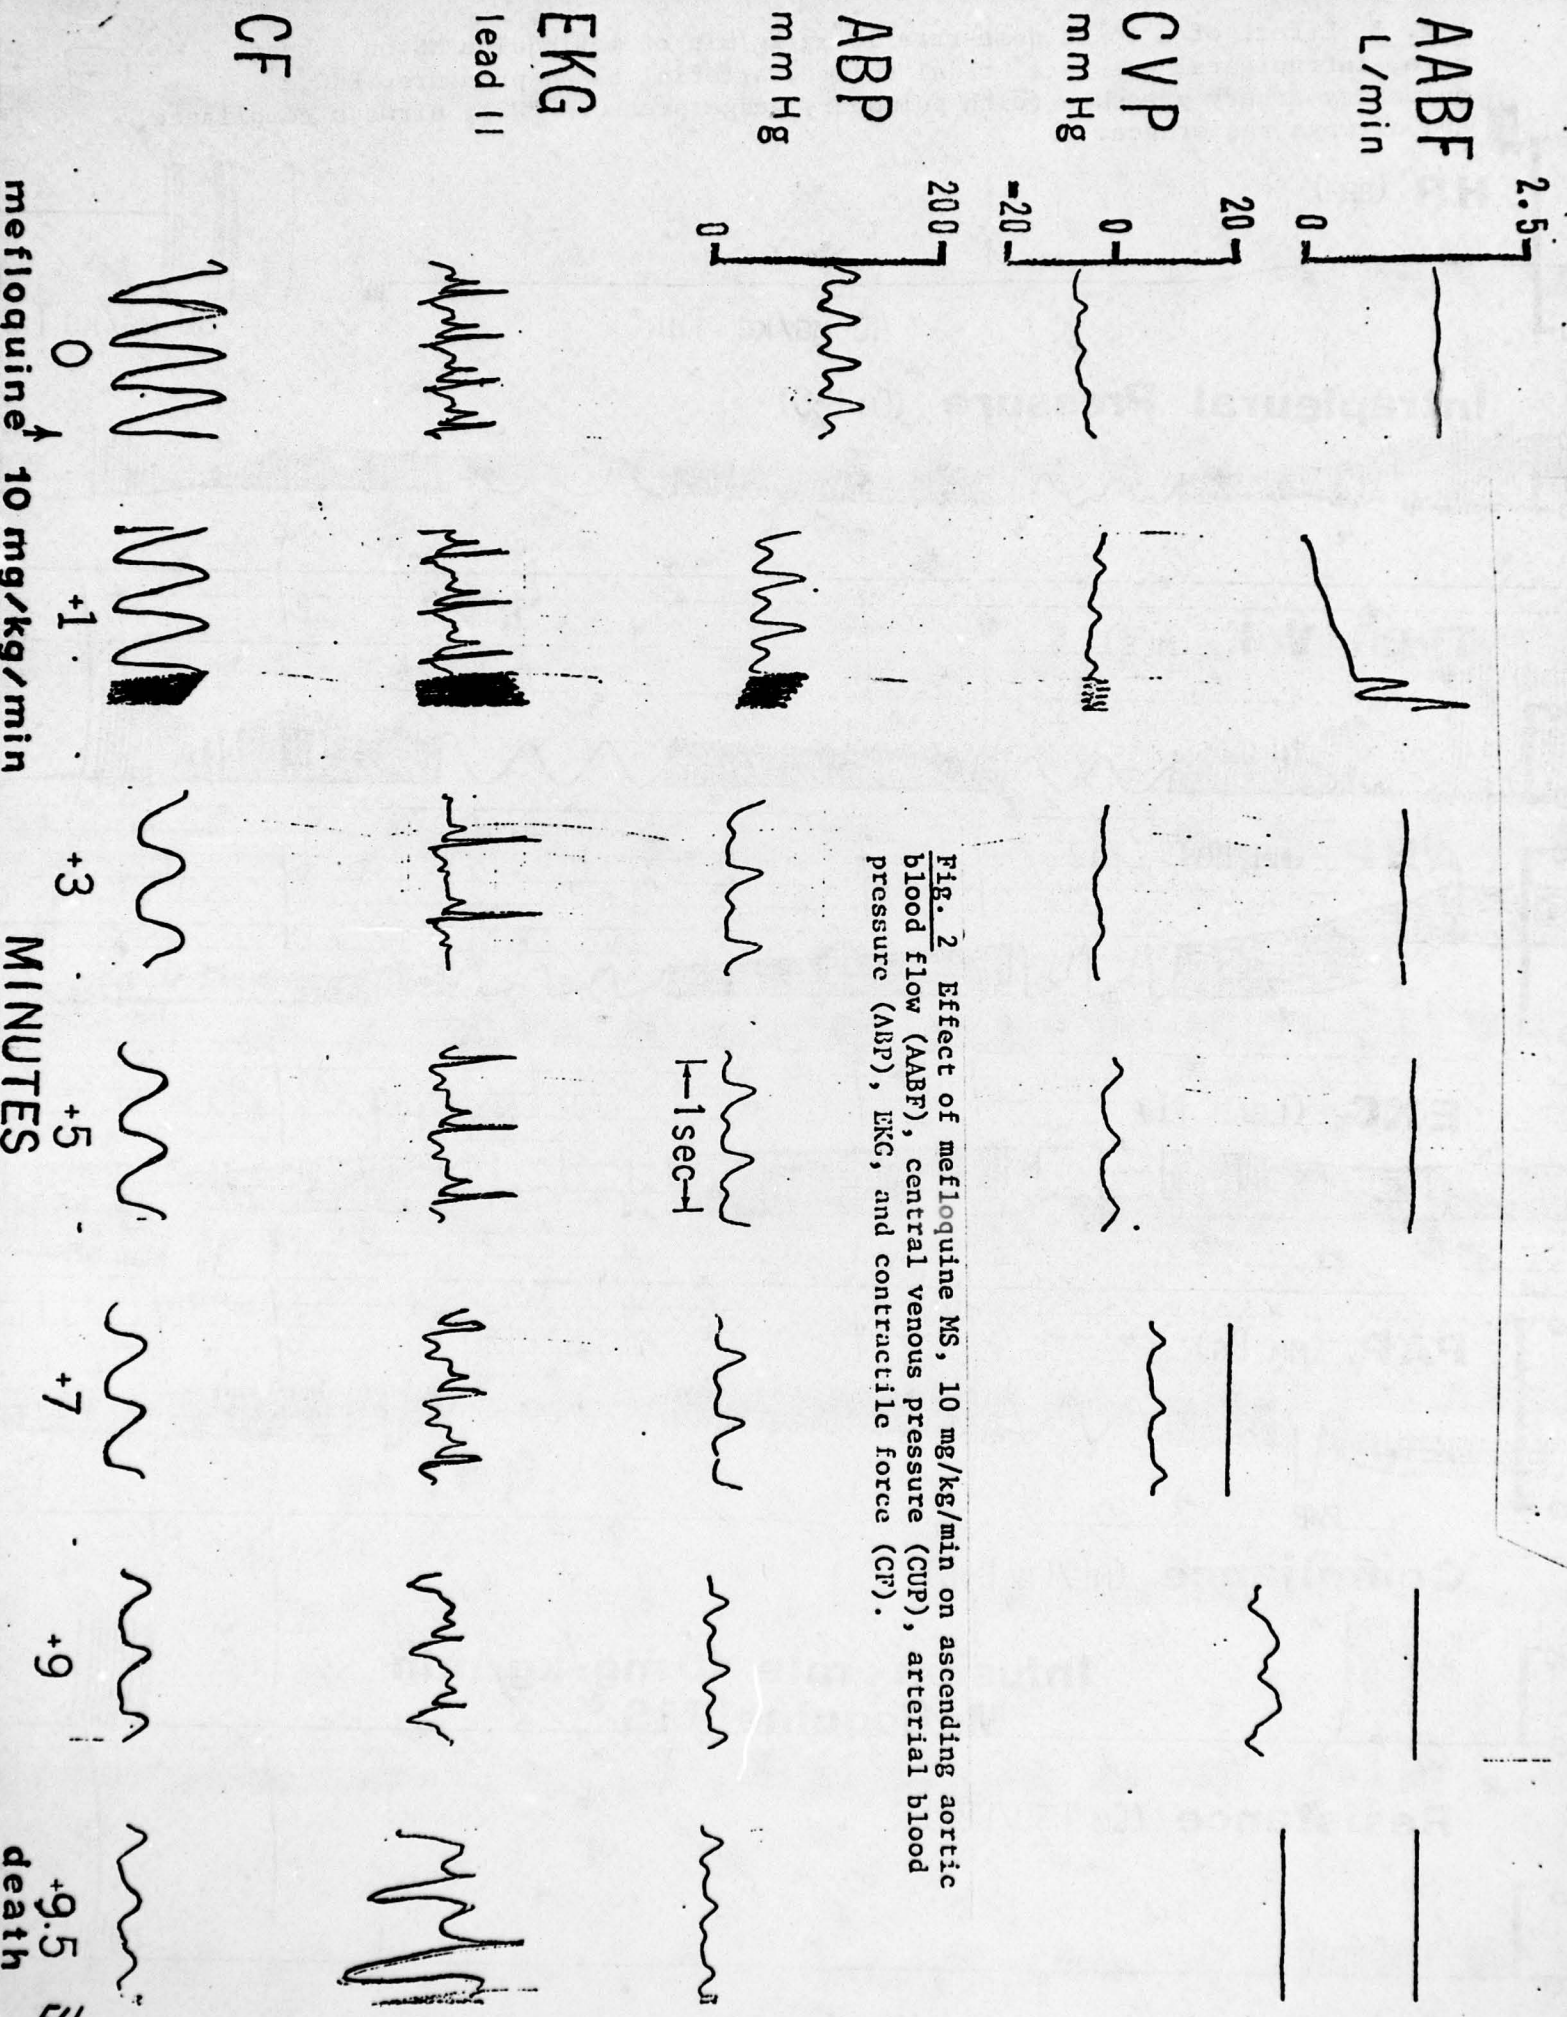 AABF
L/min
2.5
0
CVP
mm Hg
20
0
-20
ABP
mm Hg
200
0
EKG
lead II
CF
Fig. 2 Effect of mefloquine MS, 10 mg/kg/min on ascending aortic
blood flow (AABF), central venous pressure (CUP), arterial blood
pressure (ABP), EKG, and contractile force (CF).
1sec
0
+1
+3
+5
+7
+9
+9.5
mefloquine 10 mg/kg/min
MINUTES
death